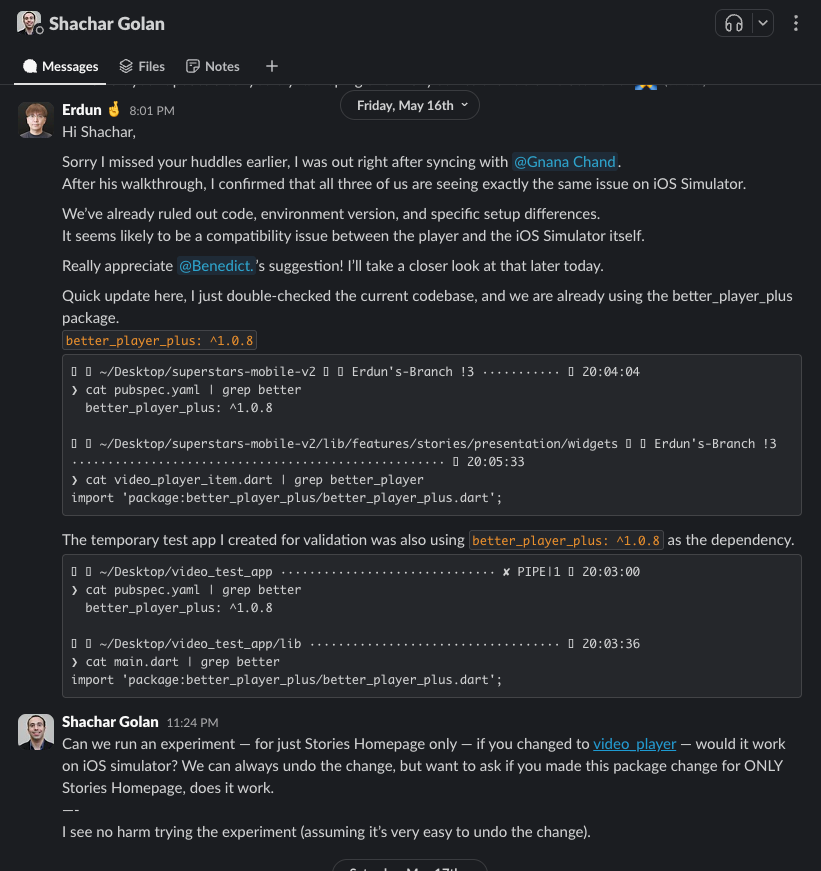 Shachar Golan
Messages
Files
Notes
Friday, May 16th
Erdun 8:01 PM
Hi Shachar,
Sorry I missed your huddles earlier, I was out right after syncing with @Gnana Chand.
After his walkthrough, I confirmed that all three of us are seeing exactly the same issue on iOS Simulator.
We've already ruled out code, environment version, and specific setup differences.
It seems likely to be a compatibility issue between the player and the iOS Simulator itself.
Really appreciate @Benedict.'s suggestion! I'll take a closer look at that later today.
Quick update here, I just double-checked the current codebase, and we are already using the better_player_plus
package.
better_player_plus: ^1.0.8
~/Desktop/superstars-mobile-v2 Erdun's-Branch !3 ··········· 20:04:04
❯ cat pubspec.yaml | grep better
better_player_plus: ^1.0.8
~/Desktop/superstars-mobile-v2/lib/features/stories/presentation/widgets Erdun's-Branch !3
················································ 20:05:33
❯ cat video_player_item.dart | grep better_player
import 'package:better_player_plus/better_player_plus.dart';
The temporary test app I created for validation was also using better_player_plus: ^1.0.8 as the dependency.
~/Desktop/video_test_app ····························· ✘ PIPE|1 20:03:00
❯ cat pubspec.yaml | grep better
better_player_plus: ^1.0.8
~/Desktop/video_test_app/lib ·································· 20:03:36
❯ cat main.dart | grep better
import 'package:better_player_plus/better_player_plus.dart';
Shachar Golan 11:24 PM
Can we run an experiment — for just Stories Homepage only — if you changed to video_player — would it work
on iOS simulator? We can always undo the change, but want to ask if you made this package change for ONLY
Stories Homepage, does it work.
—-
I see no harm trying the experiment (assuming it's very easy to undo the change).